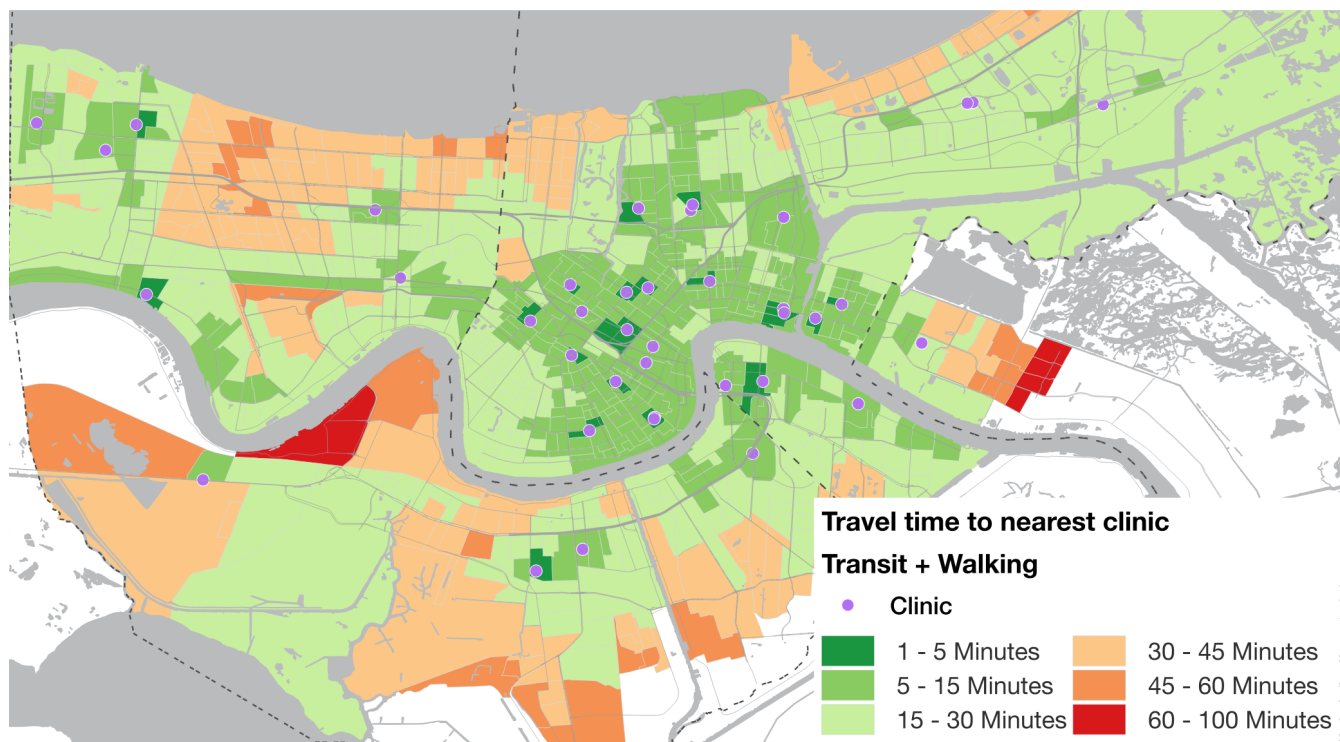 Travel time to nearest clinic
Transit + Walking
Clinic
1 - 5 Minutes
30 - 45 Minutes
5 - 15 Minutes
45 - 60 Minutes
15 - 30 Minutes
60 - 100 Minutes